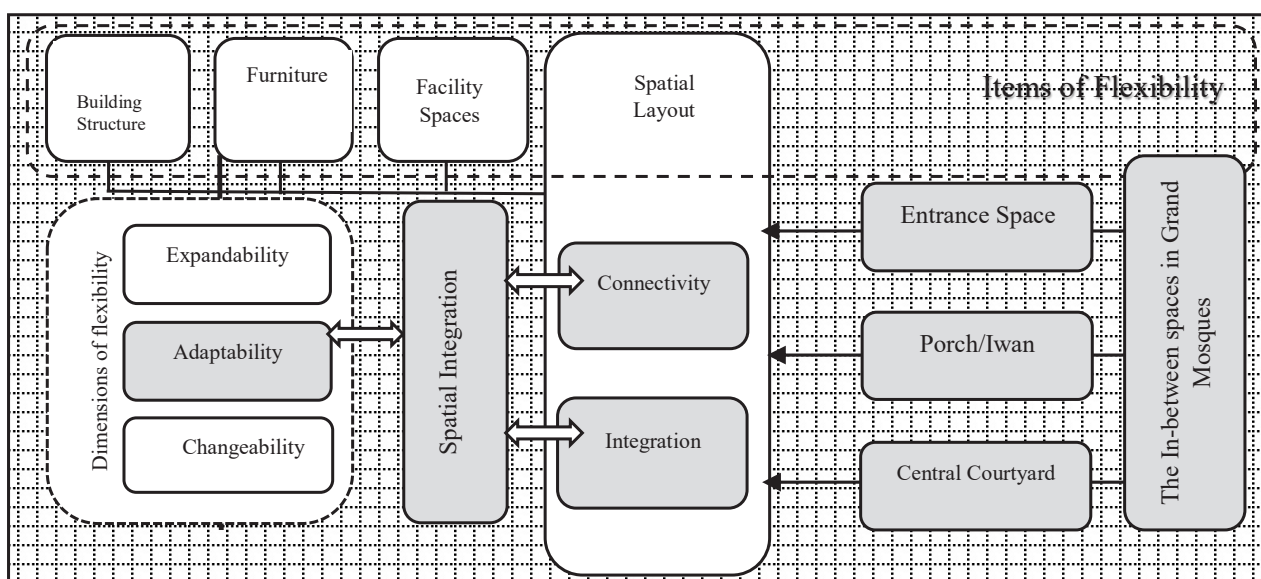 Building
Structure
Furniture
Facility
Spaces
Spatial
Layout
Items of Flexibility
Dimensions of flexibility
Expandability
Adaptability
Changeability
Spatial Integration
Connectivity
Integration
Entrance Space
Porch/Iwan
Central Courtyard
The In-between spaces in Grand
Mosques